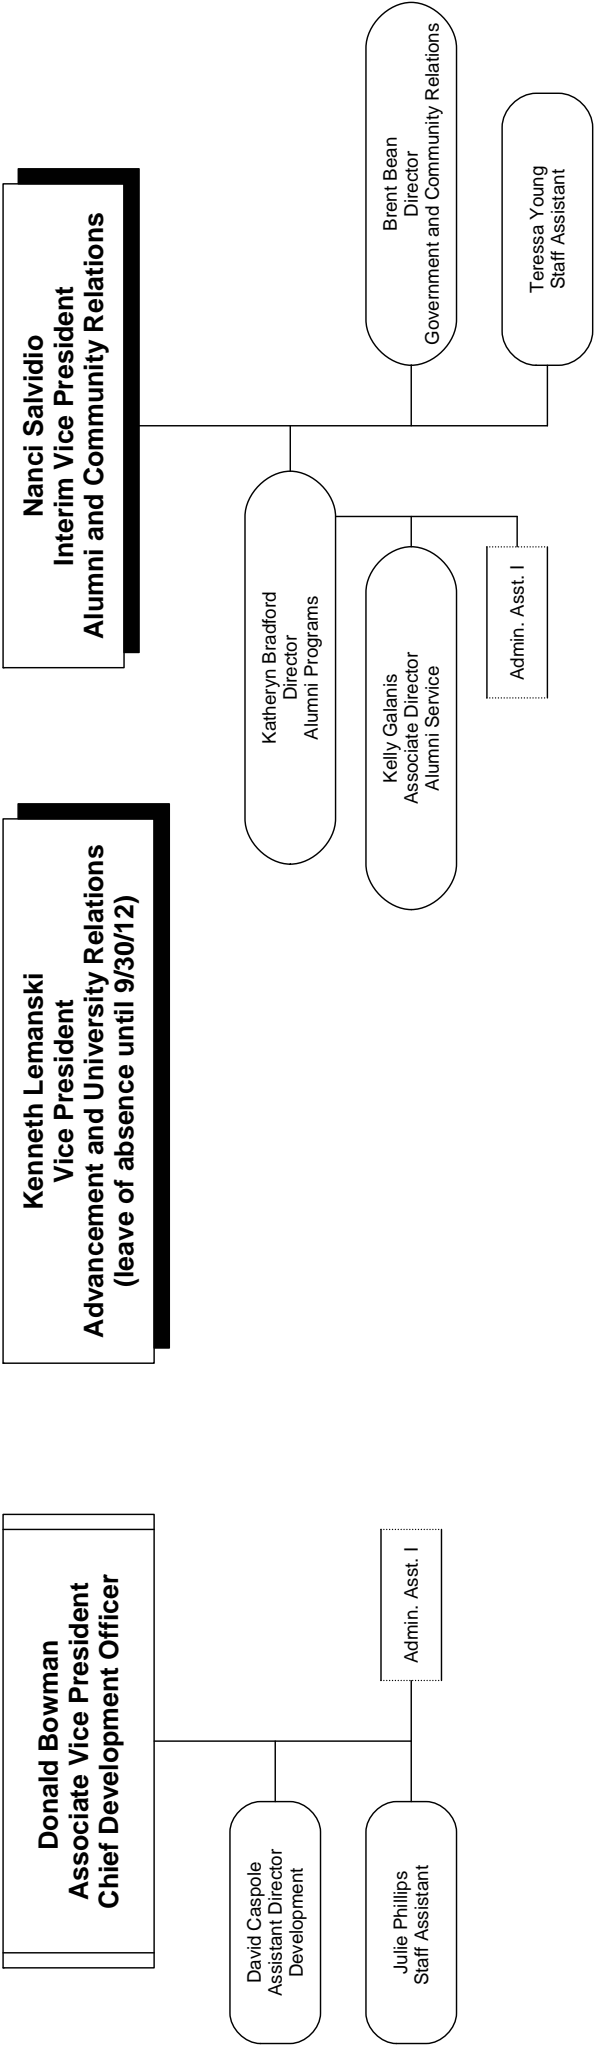 Donald Bowman
Associate Vice President
Chief Development Officer
David Caspole
Assistant Director
Development
Julie Phillips
Staff Assistant
Admin. Asst. I
Kenneth Lemanski
Vice President
Advancement and University Relations
(leave of absence until 9/30/12)
Nanci Salvidio
Interim Vice President
Alumni and Community Relations
Katheryn Bradford
Director
Alumni Programs
Kelly Galanis
Associate Director
Alumni Service
Admin. Asst. I
Brent Bean
Director
Government and Community Relations
Teressa Young
Staff Assistant